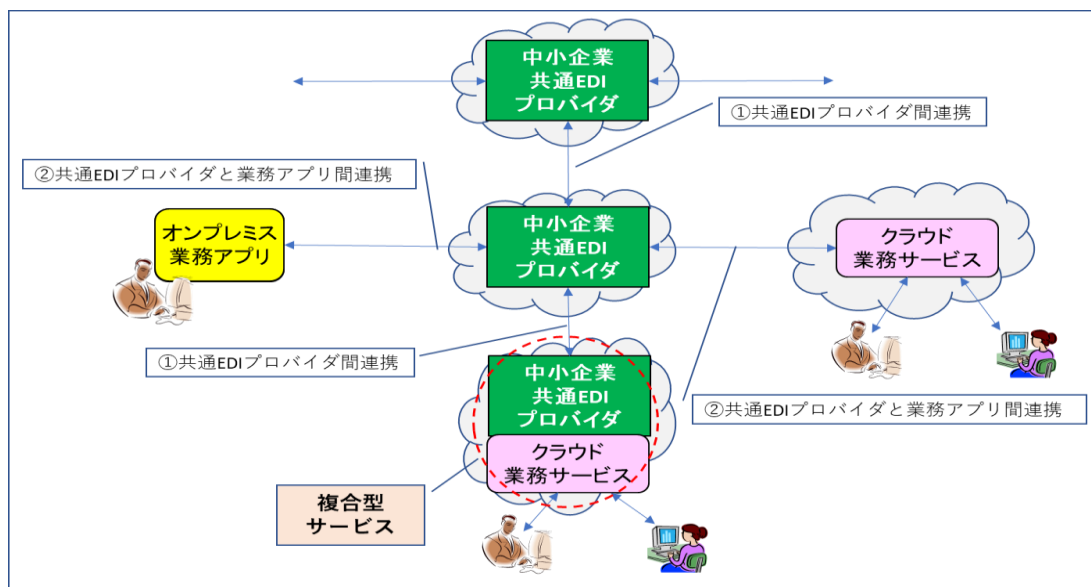 中小企業
共通EDI
プロバイダ
①共通EDIプロバイダ間連携
②共通EDIプロバイダと業務アプリ間連携
オンプレミス
業務アプリ
中小企業
共通EDI
プロバイダ
クラウド
業務サービス
①共通EDIプロバイダ間連携
中小企業
共通EDI
プロバイダ
②共通EDIプロバイダと業務アプリ間連携
クラウド
業務サービス
複合型
サービス